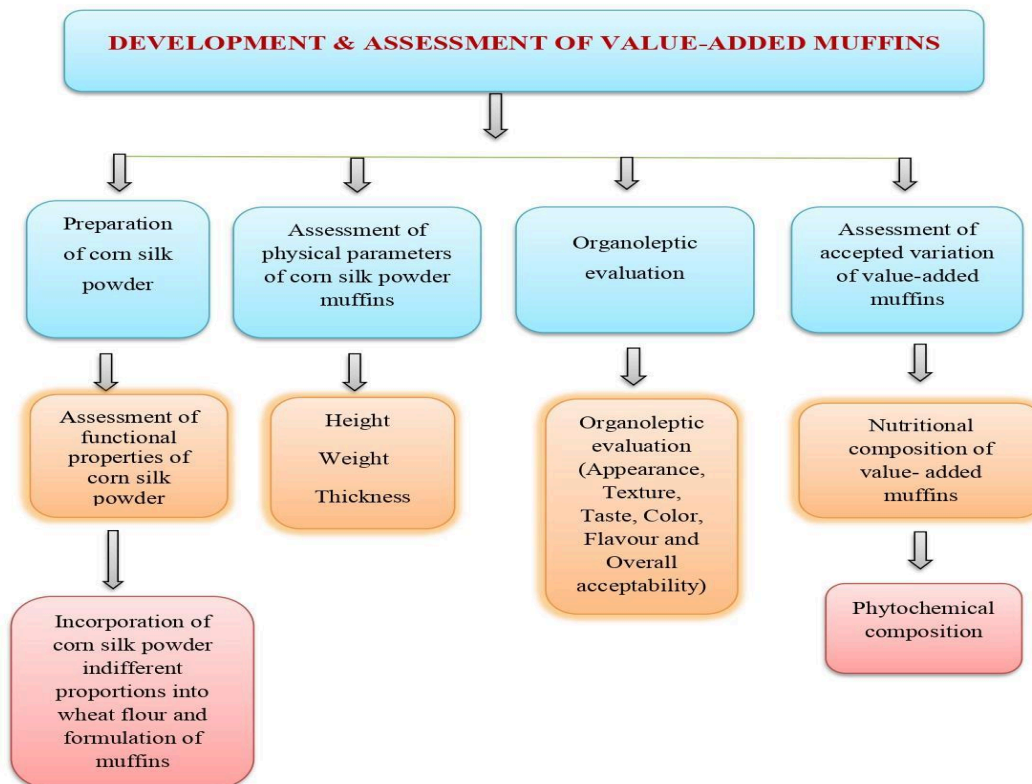 DEVELOPMENT & ASSESSMENT OF VALUE-ADDED MUFFINS
Preparation
of corn silk
powder
Assessment of
physical parameters
of corn silk powder
muffins
Organoleptic
evaluation
Assessment of
accepted variation
of value-added
muffins
Assessment of
functional
properties of
corn silk
powder
Height
Weight
Thickness
Organoleptic
evaluation
(Appearance,
Texture,
Taste, Color,
Flavour and
Overall
acceptability)
Nutritional
composition of
value- added
muffins
Incorporation of
corn silk powder
indifferent
proportions into
wheat flour and
formulation of
muffins
Phytochemical
composition